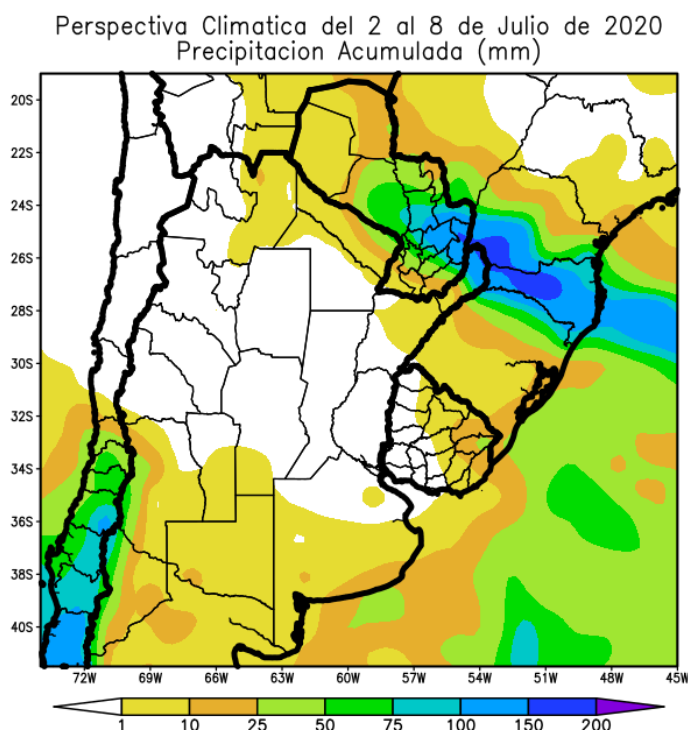 Perspectiva Climatica del 2 al 8 de Julio de 2020
Precipitacion Acumulada (mm)
20S
22S
24S
26S
28S
30S
32S
34S
36S
38S
40S
72W 69W 66W 63W 60W 57W 54W 51W 48W 45W
1 10 25 50 75 100 150 200